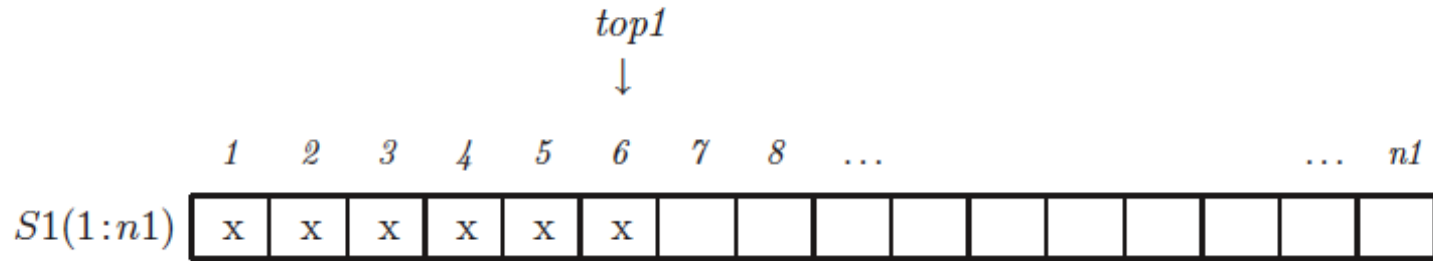 top1
↓
1 2 3 4 5 6 7 8 ... ... n1
S1(1:n1) x x x x x x